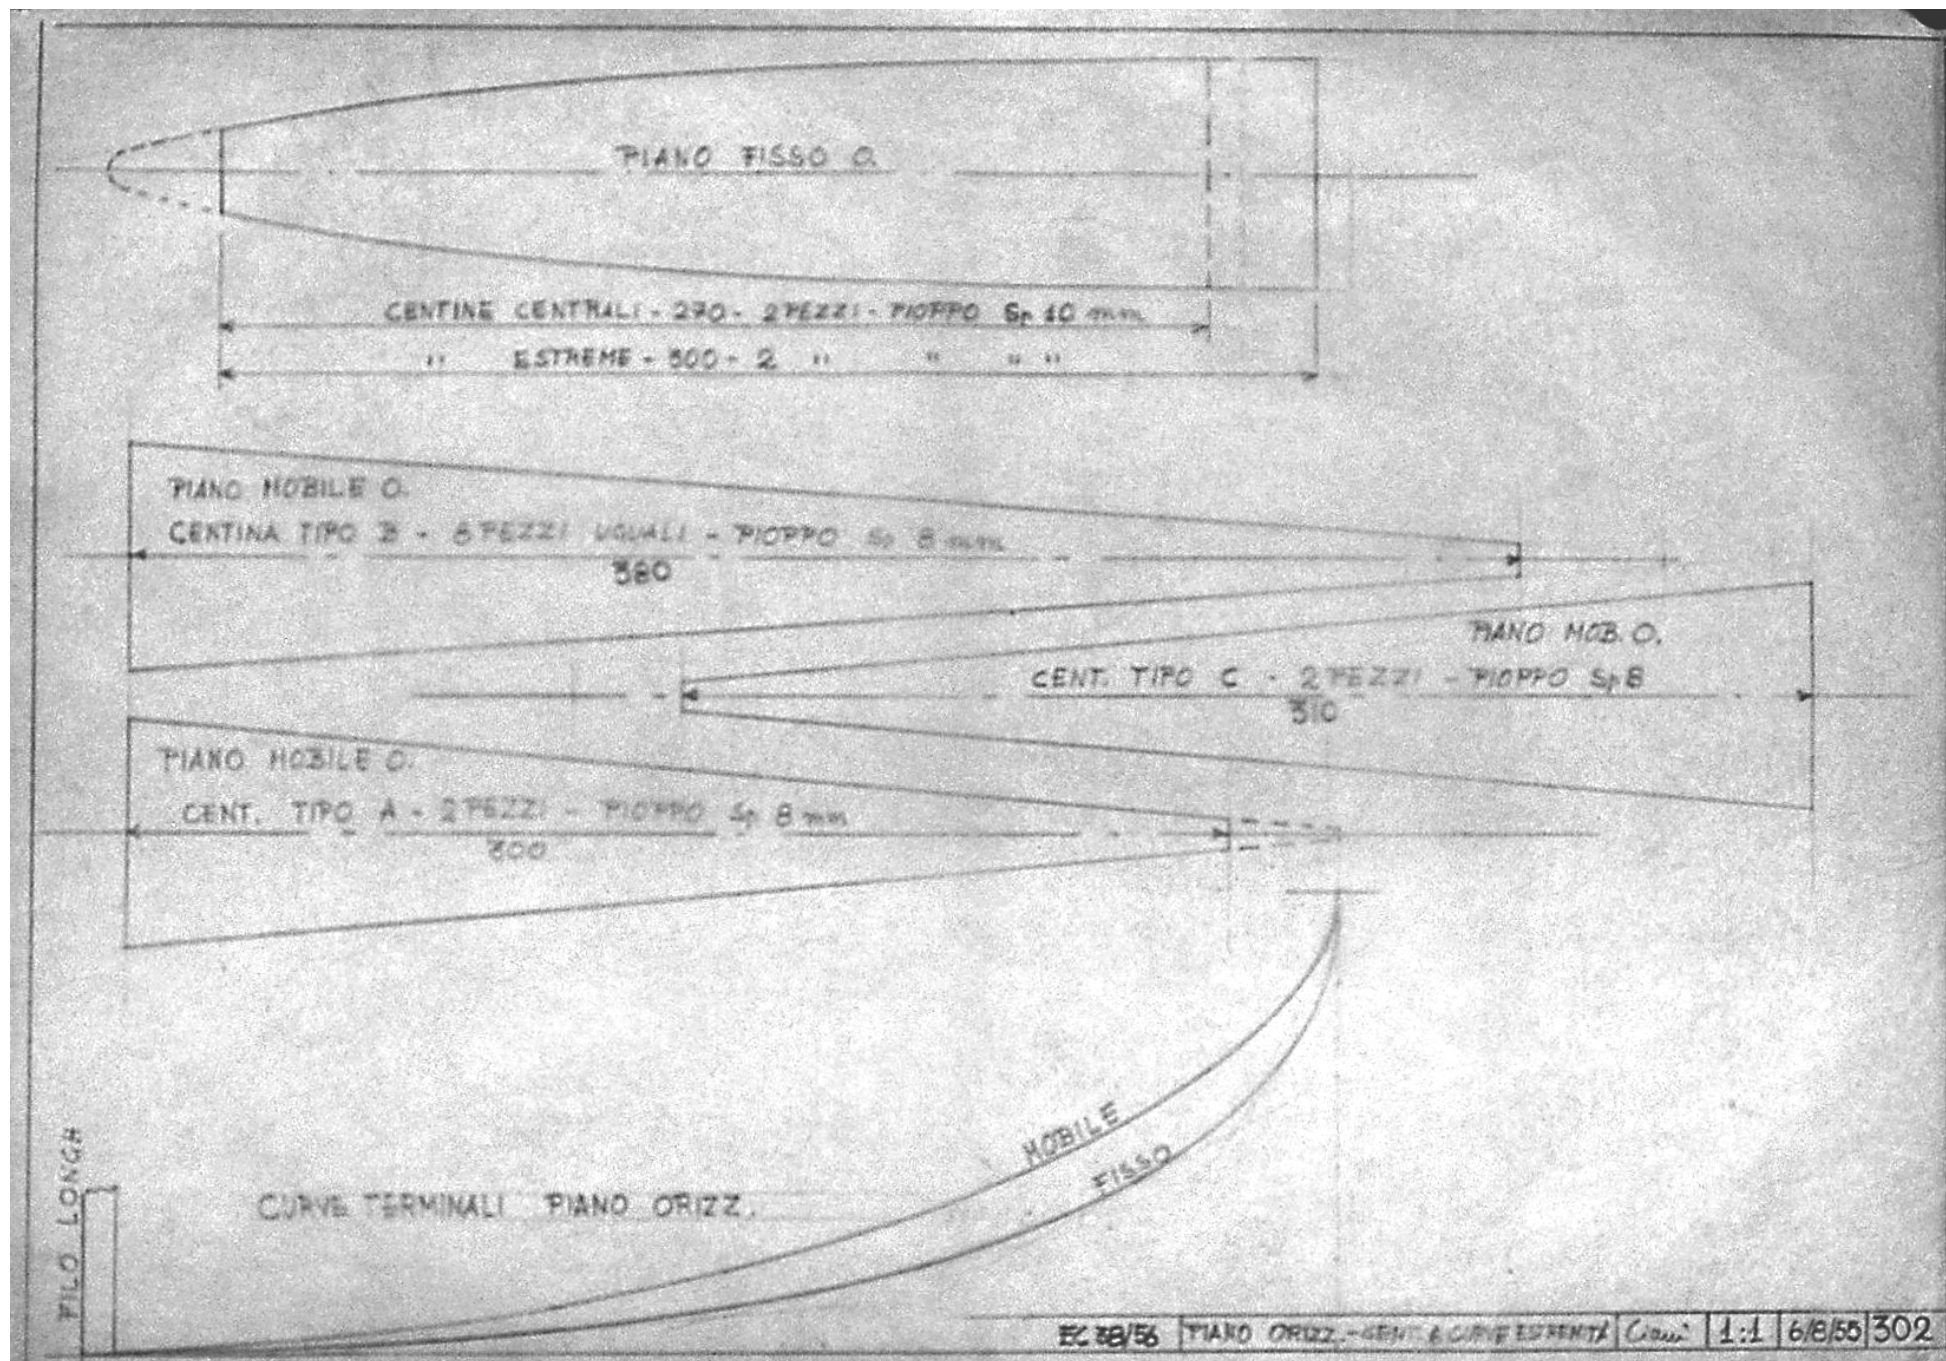 PIANO FISSO O.
CENTINE CENTRALI - 270 - 2 PEZZI - PIOPPO Sp 10 mm
" ESTREME - 300 - 2 " " " "
PIANO MOBILE O.
CENTINA TIPO B - 8 PEZZI UGUALI - PIOPPO Sp 8 mm
380
PIANO MOB. O.
CENT. TIPO C - 2 PEZZI - PIOPPO Sp 8
310
PIANO MOBILE O.
CENT. TIPO A - 2 PEZZI - PIOPPO Sp 8 mm
300
MOBILE
FISSO
FILO LONGH
CURVE TERMINALI PIANO ORIZZ.
EC 38/56 PIANO ORIZZ. - CENT. & CURVE ESTREMITÀ 1:1 6/8/55 302